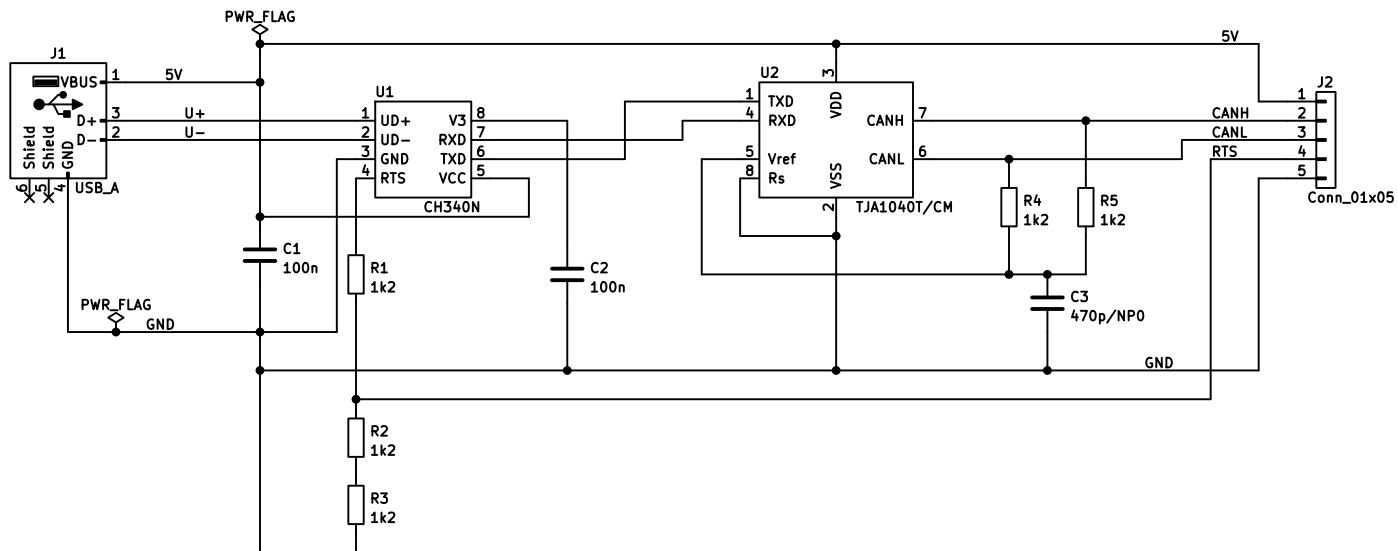 PWR_FLAG
J1
VBUS
1
5V
D+
3
U+
D-
2
U-
Shield
Shield
GND
6
5
4
USB_A
PWR_FLAG
GND
C1
100n
U1
1
UD+
2
UD-
3
GND
4
RTS
V3
8
RXD
7
TXD
6
VCC
5
CH340N
R1
1k2
C2
100n
R2
1k2
R3
1k2
U2
1
TXD
4
RXD
5
Vref
8
Rs
3
VDD
VSS
2
CANH
7
CANL
6
TJA1040T/CM
R4
1k2
R5
1k2
C3
470p/NP0
5V
CANH
CANL
RTS
GND
J2
1
2
3
4
5
Conn_01x05